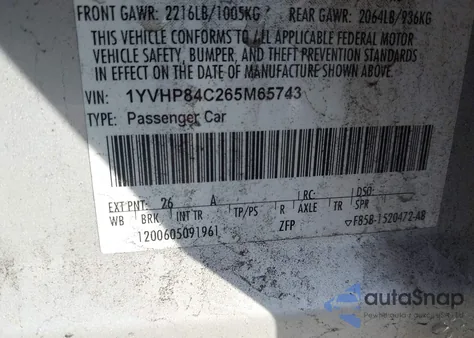 FRONT GAWR: 2216LB/1005KG REAR GAWR: 2064LB/936KG
THIS VEHICLE CONFORMS TO ALL APPLICABLE FEDERAL MOTOR
VEHICLE SAFETY, BUMPER, AND THEFT PREVENTION STANDARDS
IN EFFECT ON THE DATE OF MANUFACTURE SHOWN ABOVE.
VIN: 1YVHP84C265M65743
TYPE: Passenger Car
EXT PNT: 26 A RC: DSO:
WB BRK INT TR TP/PS R AXLE TR SPR
1200605091961 ZFP F85B-1520472-AB
autoSnap